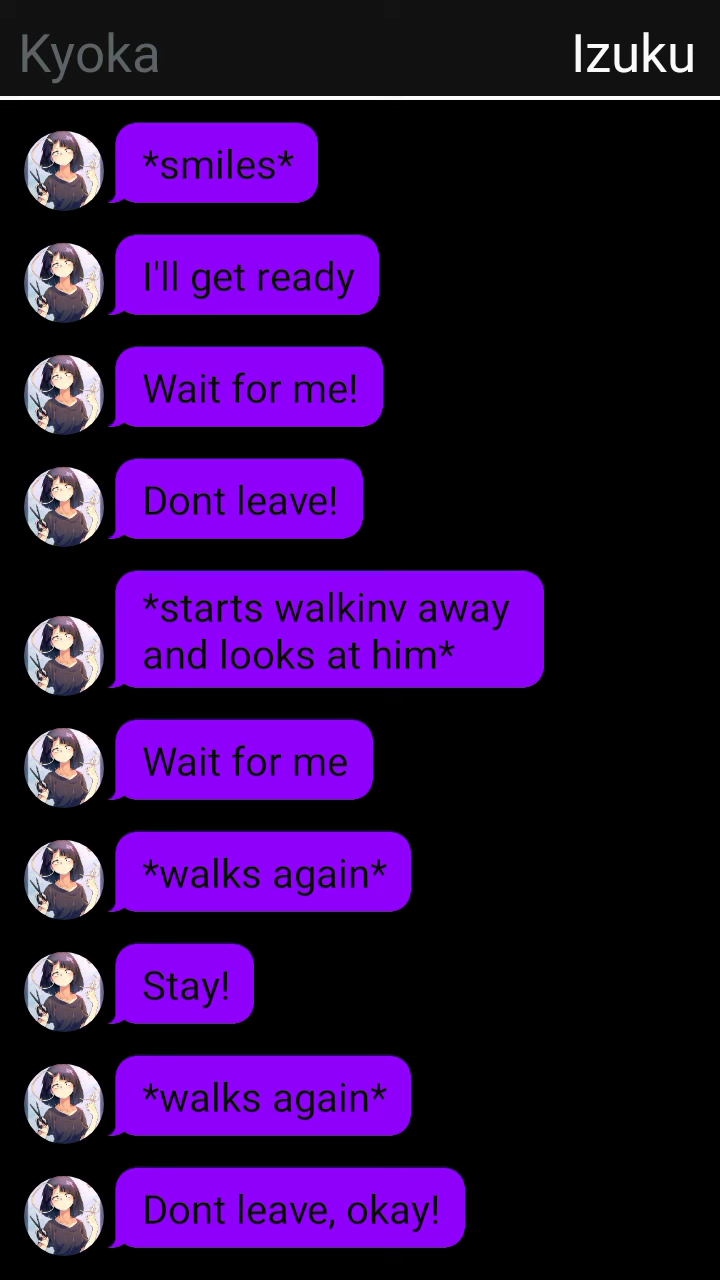 Kyoka
Izuku
*smiles*
I'll get ready
Wait for me!
Dont leave!
*starts walkinv away
and looks at him*
Wait for me
*walks again*
Stay!
*walks again*
Dont leave, okay!